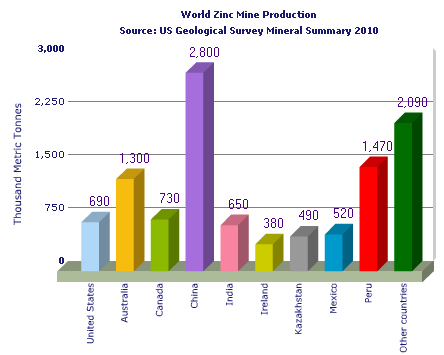 World Zinc Mine Production
Source: US Geological Survey Mineral Summary 2010
3,000
2,250
1,500
750
0
Thousand Metric Tonnes
690
1,300
730
2,800
650
380
490
520
1,470
2,090
United States
Australia
Canada
China
India
Ireland
Kazakhstan
Mexico
Peru
Other countries